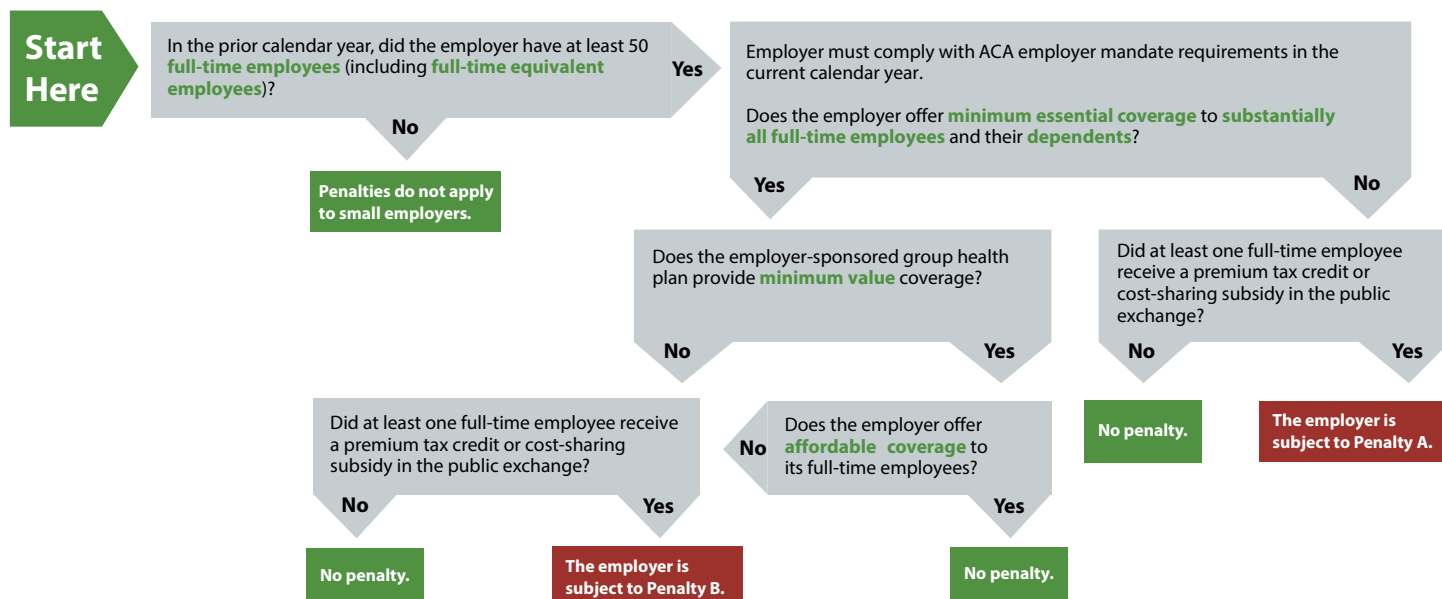 Start
Here
In the prior calendar year, did the employer have at least 50
full-time employees (including full-time equivalent
employees)?
Yes
No
Penalties do not apply
to small employers.
Employer must comply with ACA employer mandate requirements in the
current calendar year.
Does the employer offer minimum essential coverage to substantially
all full-time employees and their dependents?
Yes
No
Does the employer-sponsored group health
plan provide minimum value coverage?
No
Yes
Did at least one full-time employee
receive a premium tax credit or
cost-sharing subsidy in the public
exchange?
No
Yes
No penalty.
The employer is
subject to Penalty A.
Did at least one full-time employee receive
a premium tax credit or cost-sharing
subsidy in the public exchange?
No
Yes
No
Does the employer offer
affordable coverage to
its full-time employees?
Yes
No penalty.
The employer is
subject to Penalty B.
No penalty.